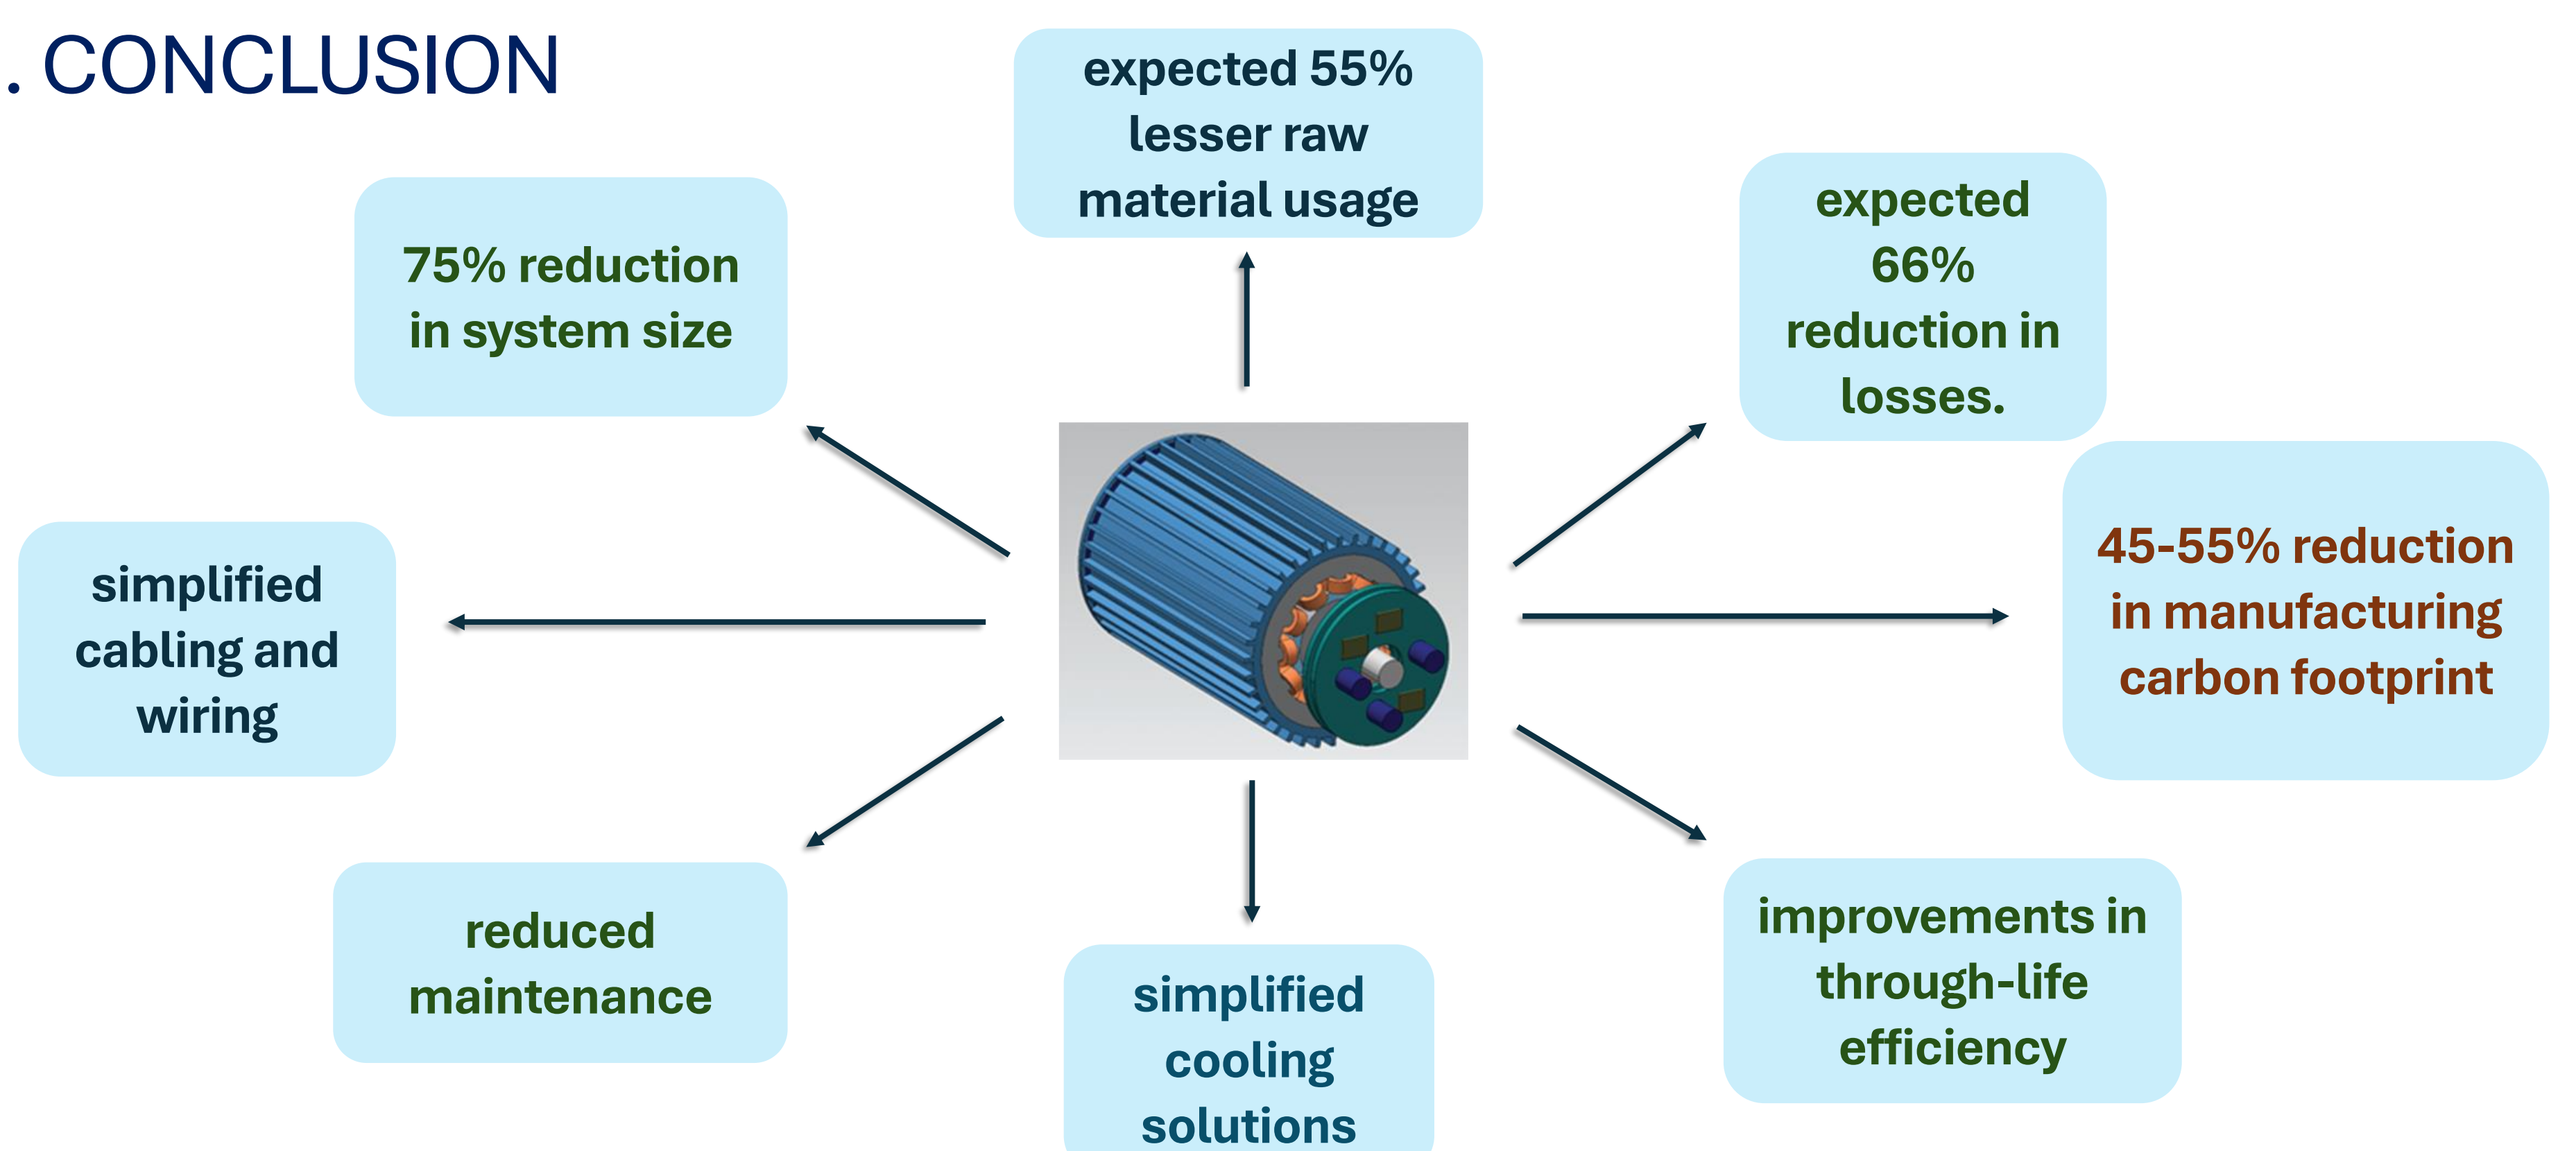 . CONCLUSION
expected 55%
lesser raw
material usage
75% reduction
in system size
expected
66%
reduction in
losses.
simplified
cabling and
wiring
45-55% reduction
in manufacturing
carbon footprint
reduced
maintenance
simplified
cooling
solutions
improvements in
through-life
efficiency